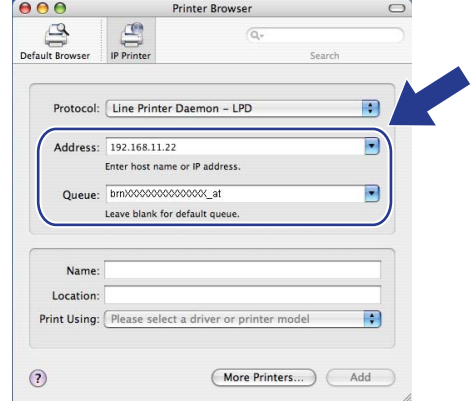 Printer Browser
Default Browser
IP Printer
Search
Protocol: Line Printer Daemon – LPD
Address: 192.168.11.22
Enter host name or IP address.
Queue: brnXXXXXXXXXXXX_at
Leave blank for default queue.
Name:
Location:
Print Using: Please select a driver or printer model
? More Printers... Add